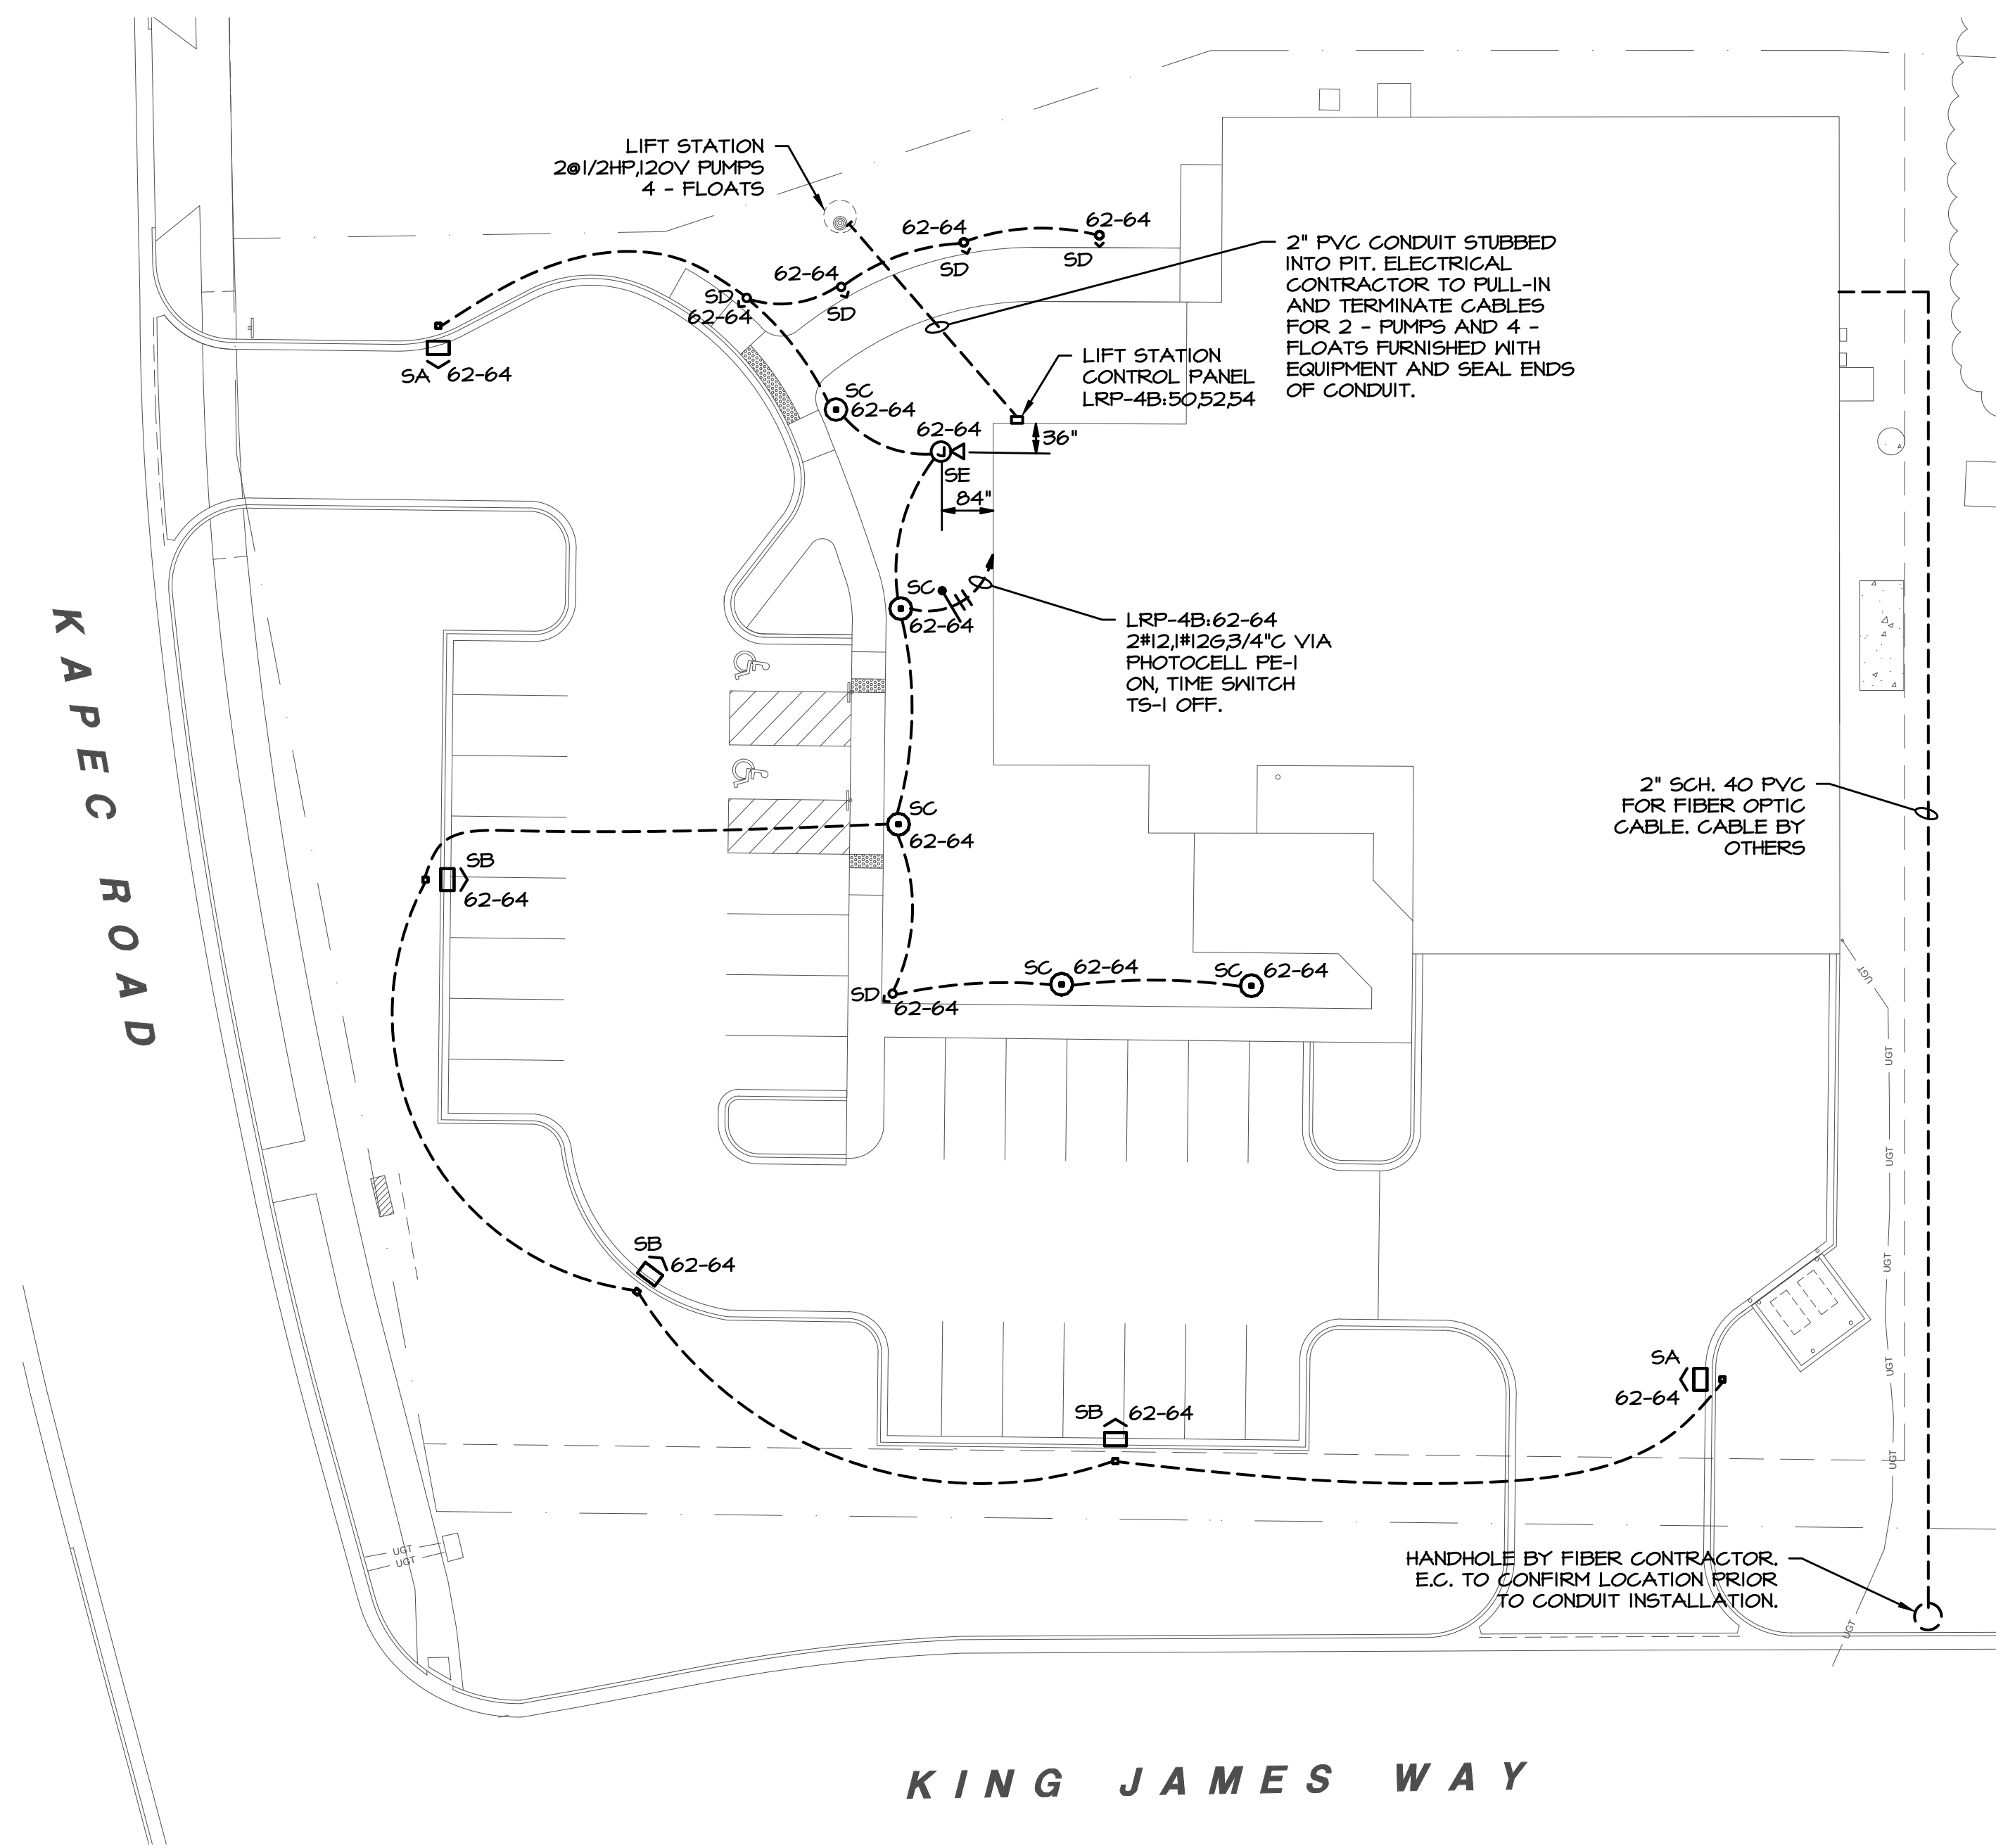 LIFT STATION
2@1/2HP,120V PUMPS
4 - FLOATS
62-64
62-64
SD
SD
62-64
SD
SD
62-64
2" PVC CONDUIT STUBBED
INTO PIT. ELECTRICAL
CONTRACTOR TO PULL-IN
AND TERMINATE CABLES
FOR 2 - PUMPS AND 4 -
FLOATS FURNISHED WITH
EQUIPMENT AND SEAL ENDS
OF CONDUIT.
SA 62-64
LIFT STATION
CONTROL PANEL
LRP-4B:50,52,54
SC
62-64
62-64
36"
SE
84"
SC
62-64
LRP-4B:62-64
2#12,1#12G,3/4"C VIA
PHOTOCELL PE-1
ON, TIME SWITCH
TS-1 OFF.
KAPEC ROAD
2" SCH. 40 PVC
FOR FIBER OPTIC
CABLE. CABLE BY
OTHERS
SC
62-64
SB
62-64
SC 62-64
SC 62-64
SD
62-64
UGT
UGT
UGT
UGT
UGT
UGT
SB
62-64
SA
62-64
SB 62-64
UGT
UGT
HANDHOLE BY FIBER CONTRACTOR.
E.C. TO CONFIRM LOCATION PRIOR
TO CONDUIT INSTALLATION.
UGT
KING JAMES WAY